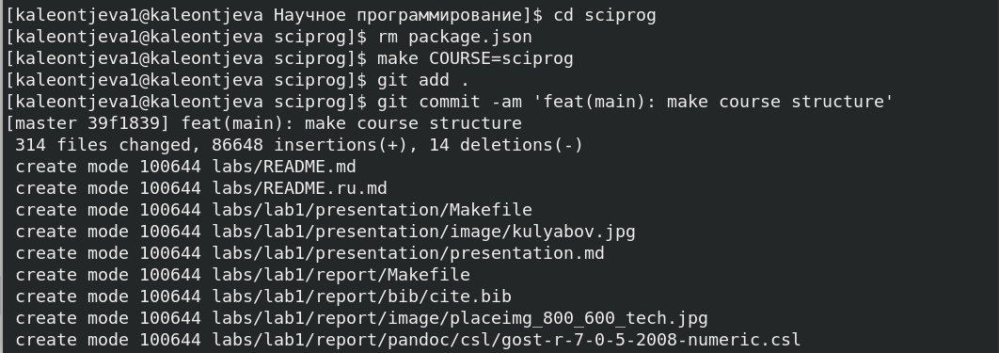 [kaleontjeva1@kaleontjeva Научное программирование]$ cd sciprog
[kaleontjeva1@kaleontjeva sciprog]$ rm package.json
[kaleontjeva1@kaleontjeva sciprog]$ make COURSE=sciprog
[kaleontjeva1@kaleontjeva sciprog]$ git add .
[kaleontjeva1@kaleontjeva sciprog]$ git commit -am 'feat(main): make course structure'
[master 39f1839] feat(main): make course structure
 314 files changed, 86648 insertions(+), 14 deletions(-)
 create mode 100644 labs/README.md
 create mode 100644 labs/README.ru.md
 create mode 100644 labs/lab1/presentation/Makefile
 create mode 100644 labs/lab1/presentation/image/kulyabov.jpg
 create mode 100644 labs/lab1/presentation/presentation.md
 create mode 100644 labs/lab1/report/Makefile
 create mode 100644 labs/lab1/report/bib/cite.bib
 create mode 100644 labs/lab1/report/image/placeimg_800_600_tech.jpg
 create mode 100644 labs/lab1/report/pandoc/csl/gost-r-7-0-5-2008-numeric.csl